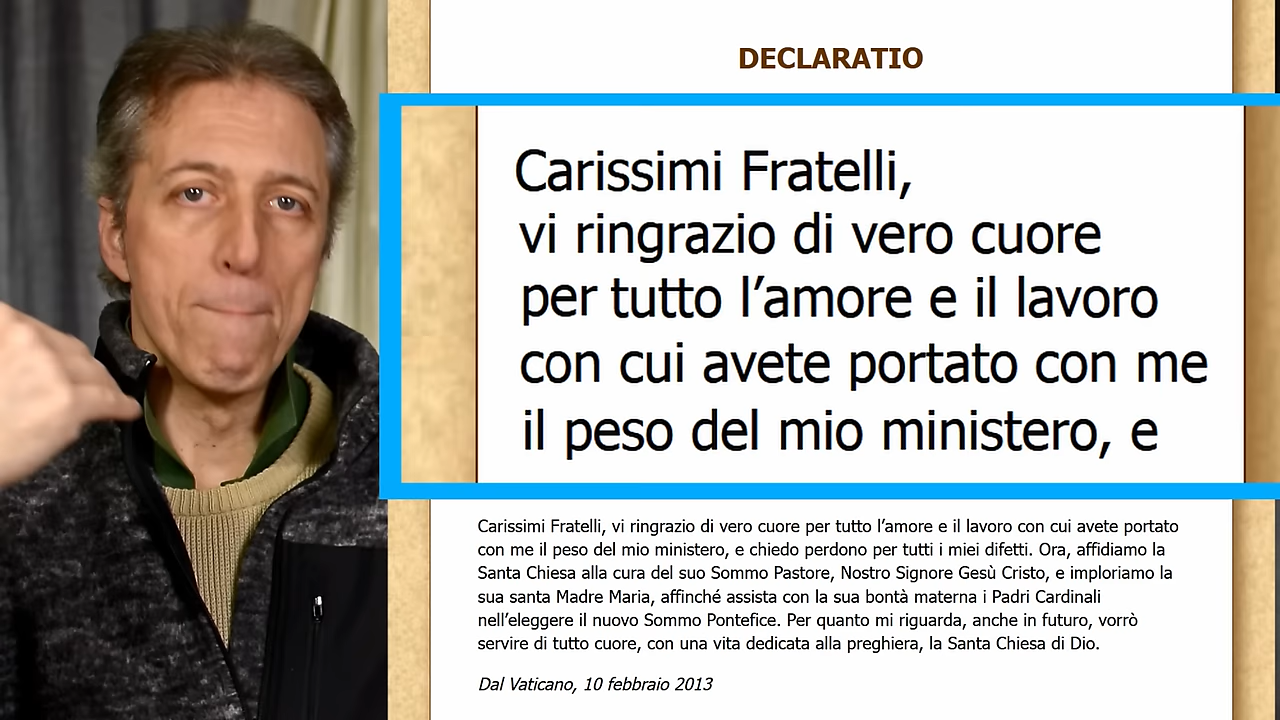 DECLARATIO
Carissimi Fratelli,
vi ringrazio di vero cuore
per tutto l’amore e il lavoro
con cui avete portato con me
il peso del mio ministero, e
Carissimi Fratelli, vi ringrazio di vero cuore per tutto l’amore e il lavoro con cui avete portato
con me il peso del mio ministero, e chiedo perdono per tutti i miei difetti. Ora, affidiamo la
Santa Chiesa alla cura del suo Sommo Pastore, Nostro Signore Gesù Cristo, e imploriamo la
sua santa Madre Maria, affinché assista con la sua bontà materna i Padri Cardinali
nell’eleggere il nuovo Sommo Pontefice. Per quanto mi riguarda, anche in futuro, vorrò
servire di tutto cuore, con una vita dedicata alla preghiera, la Santa Chiesa di Dio.
Dal Vaticano, 10 febbraio 2013